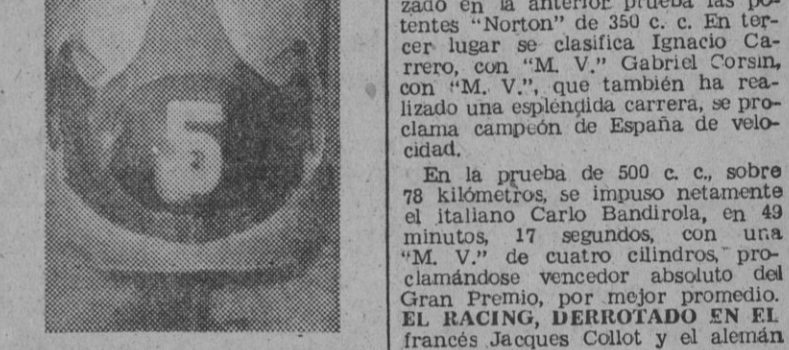 5
zado en la anterior prueba las po-
tentes "Norton" de 350 c. c. En ter-
cer lugar se clasifica Ignacio Ca-
rrero, con "M. V." Gabriel Corsin,
con "M. V.", que también ha rea-
lizado una espléndida carrera, se pro-
clama campeón de España de velo-
cidad.
En la prueba de 500 c. c., sobre
78 kilómetros, se impuso netamente
el italiano Carlo Bandirola, en 49
minutos, 17 segundos, con una
"M. V." de cuatro cilindros, pro-
clamándose vencedor absoluto del
Gran Premio, por mejor promedio.
EL RACING, DERROTADO EN EL
francés Jacques Collot y el alemán